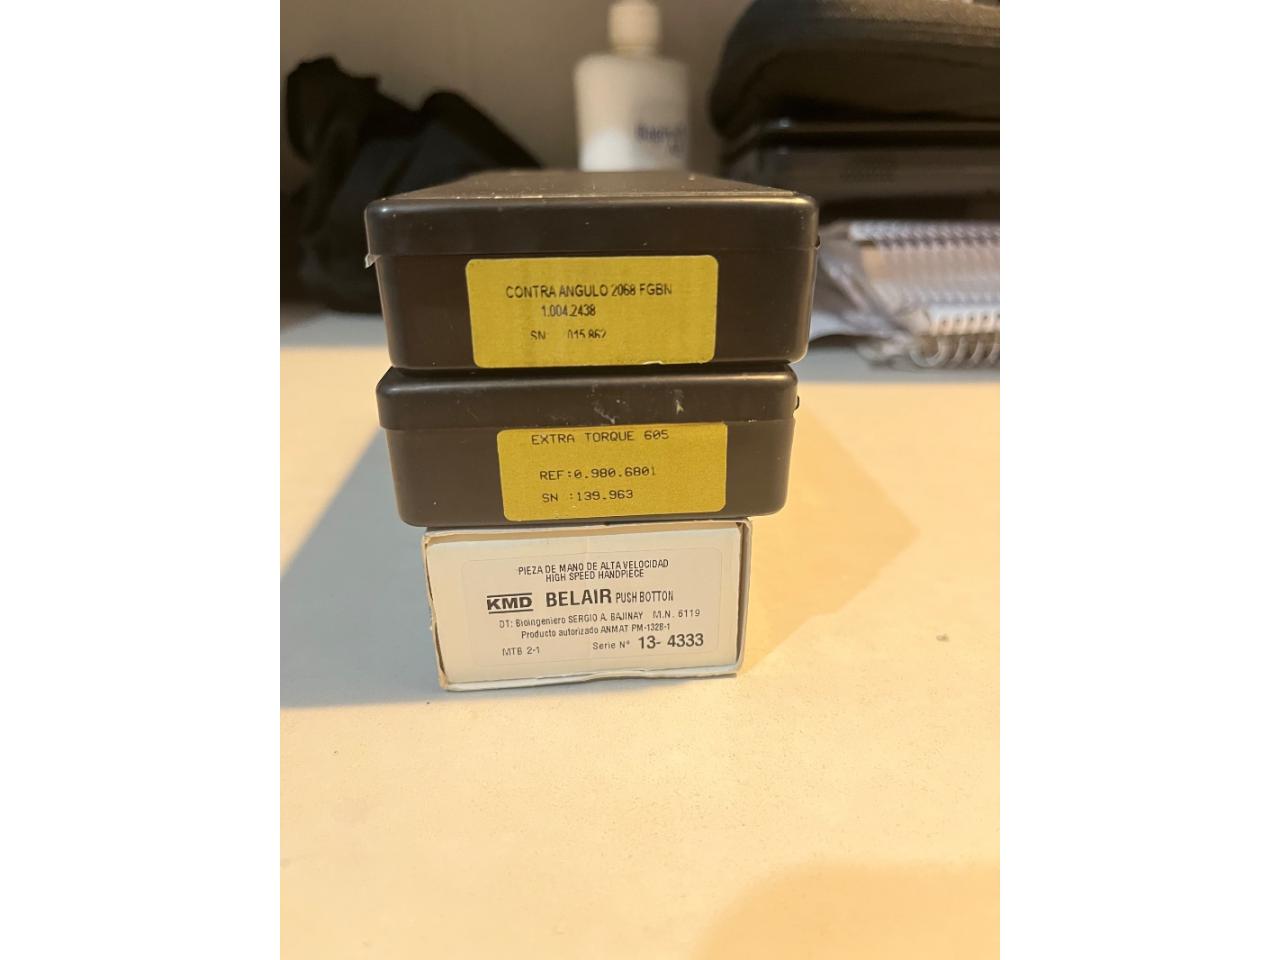 CONTRA ANGULO 2068 FGBN
1.004.2438
SN: 015.862
EXTRA TORQUE 605
REF:0.980.6801
SN :139.963
PIEZA DE MANO DE ALTA VELOCIDAD
HIGH SPEED HANDPIECE
KMD BELAIR PUSH BOTTON
DT: Bioingeniero SERGIO A. BAJINAY M.N. 6119
Producto autorizado ANMAT PM-1328-1
MTB 2-1 Serie N° 13- 4333